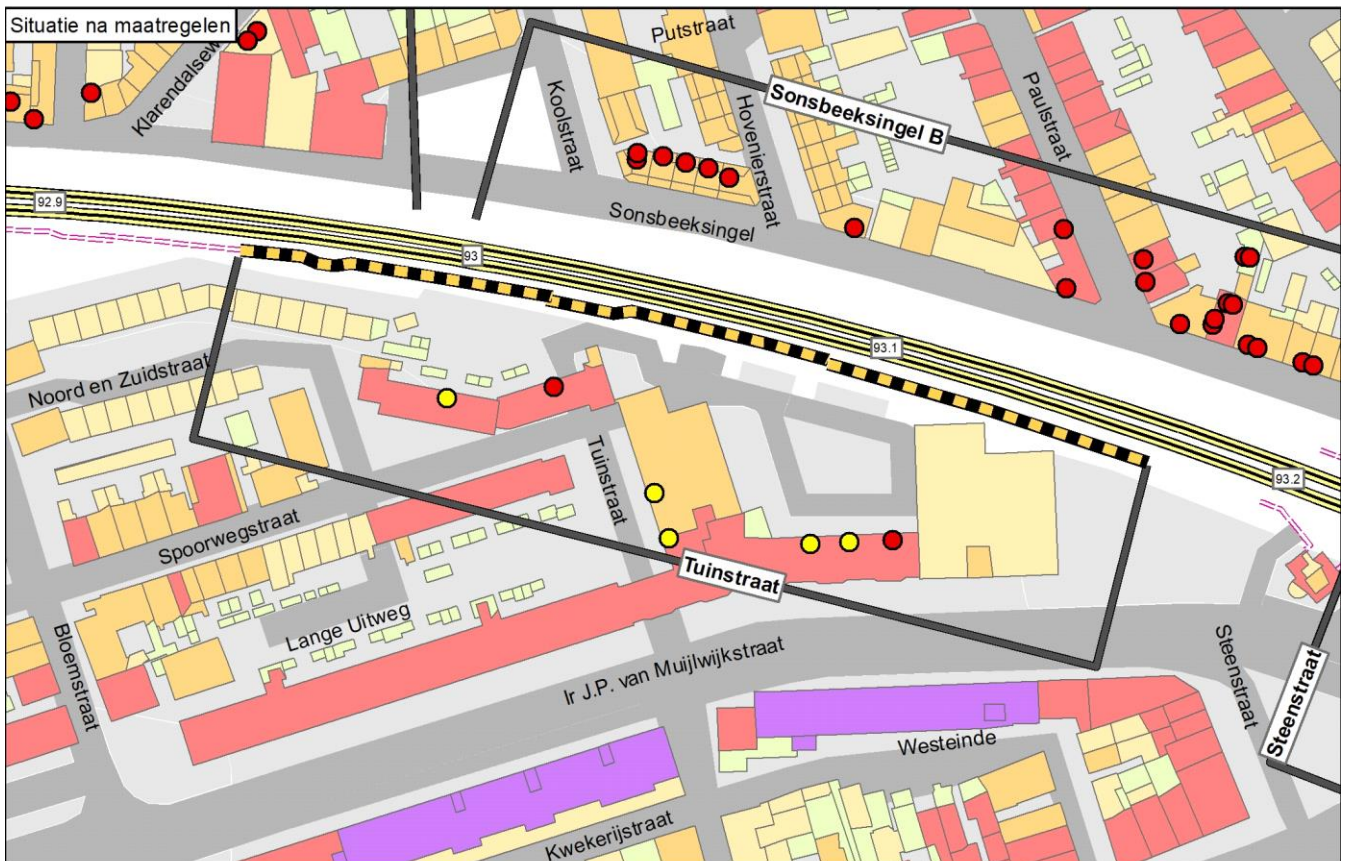 Situatie na maatregelen
Klarendalsew
Putstraat
Koolstraat
Hovenierstraat
Sonsbeeksingel B
Paulstraat
Sonsbeeksingel
92.9
93
93.1
93.2
Noord en Zuidstraat
Tuinstraat
Spoorwegstraat
Tuinstraat
Lange Uitweg
Bloemstraat
Ir J.P. van Muijlwijkstraat
Steenstraat
Steenstraat
Westeinde
Kwekerijstraat